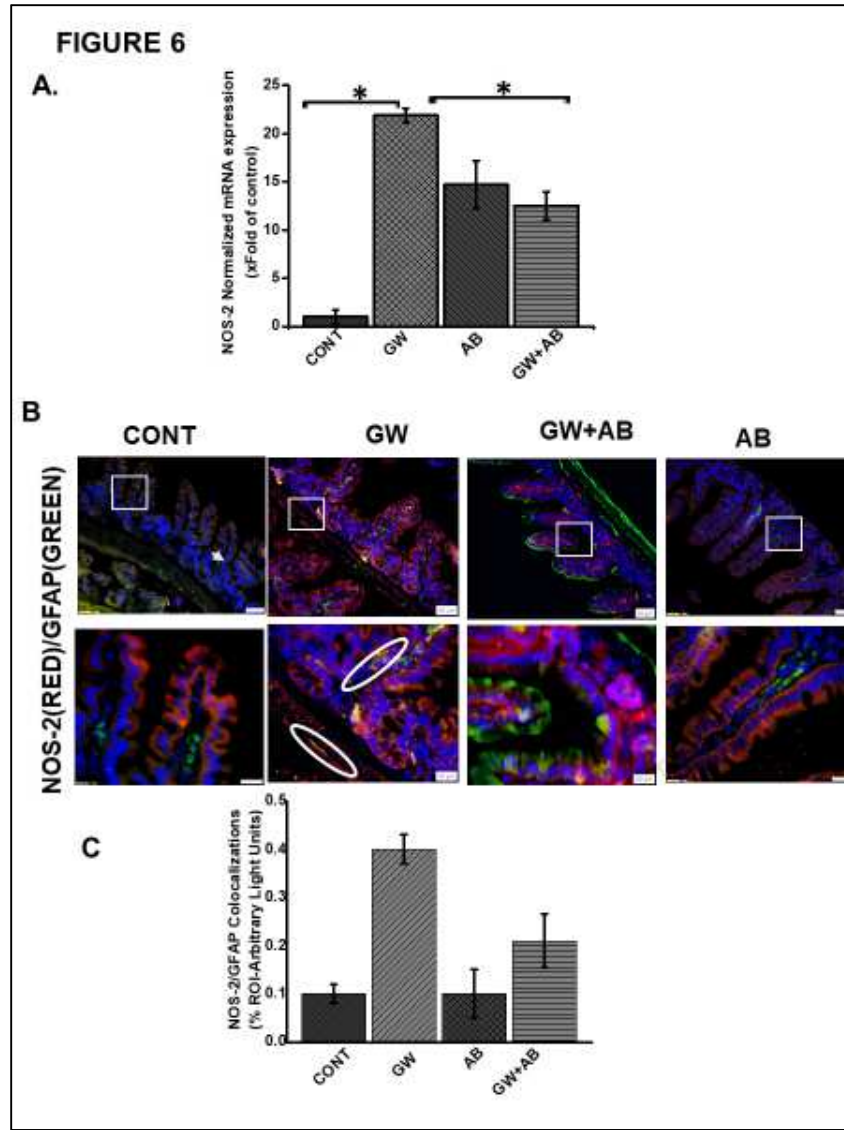 FIGURE 6
A.
NOS-2 Normalized mRNA expression
(xFold of control)
25
20
15
10
5
0
*
*
CONT
GW
AB
GW+AB
B
CONT
GW
GW+AB
AB
NOS-2(RED)/GFAP(GREEN)
C
NOS-2/GFAP Colocalizations
(% ROI-Arbitrary Light Units)
0.5
0.4
0.3
0.2
0.1
0.0
CONT
GW
AB
GW+AB